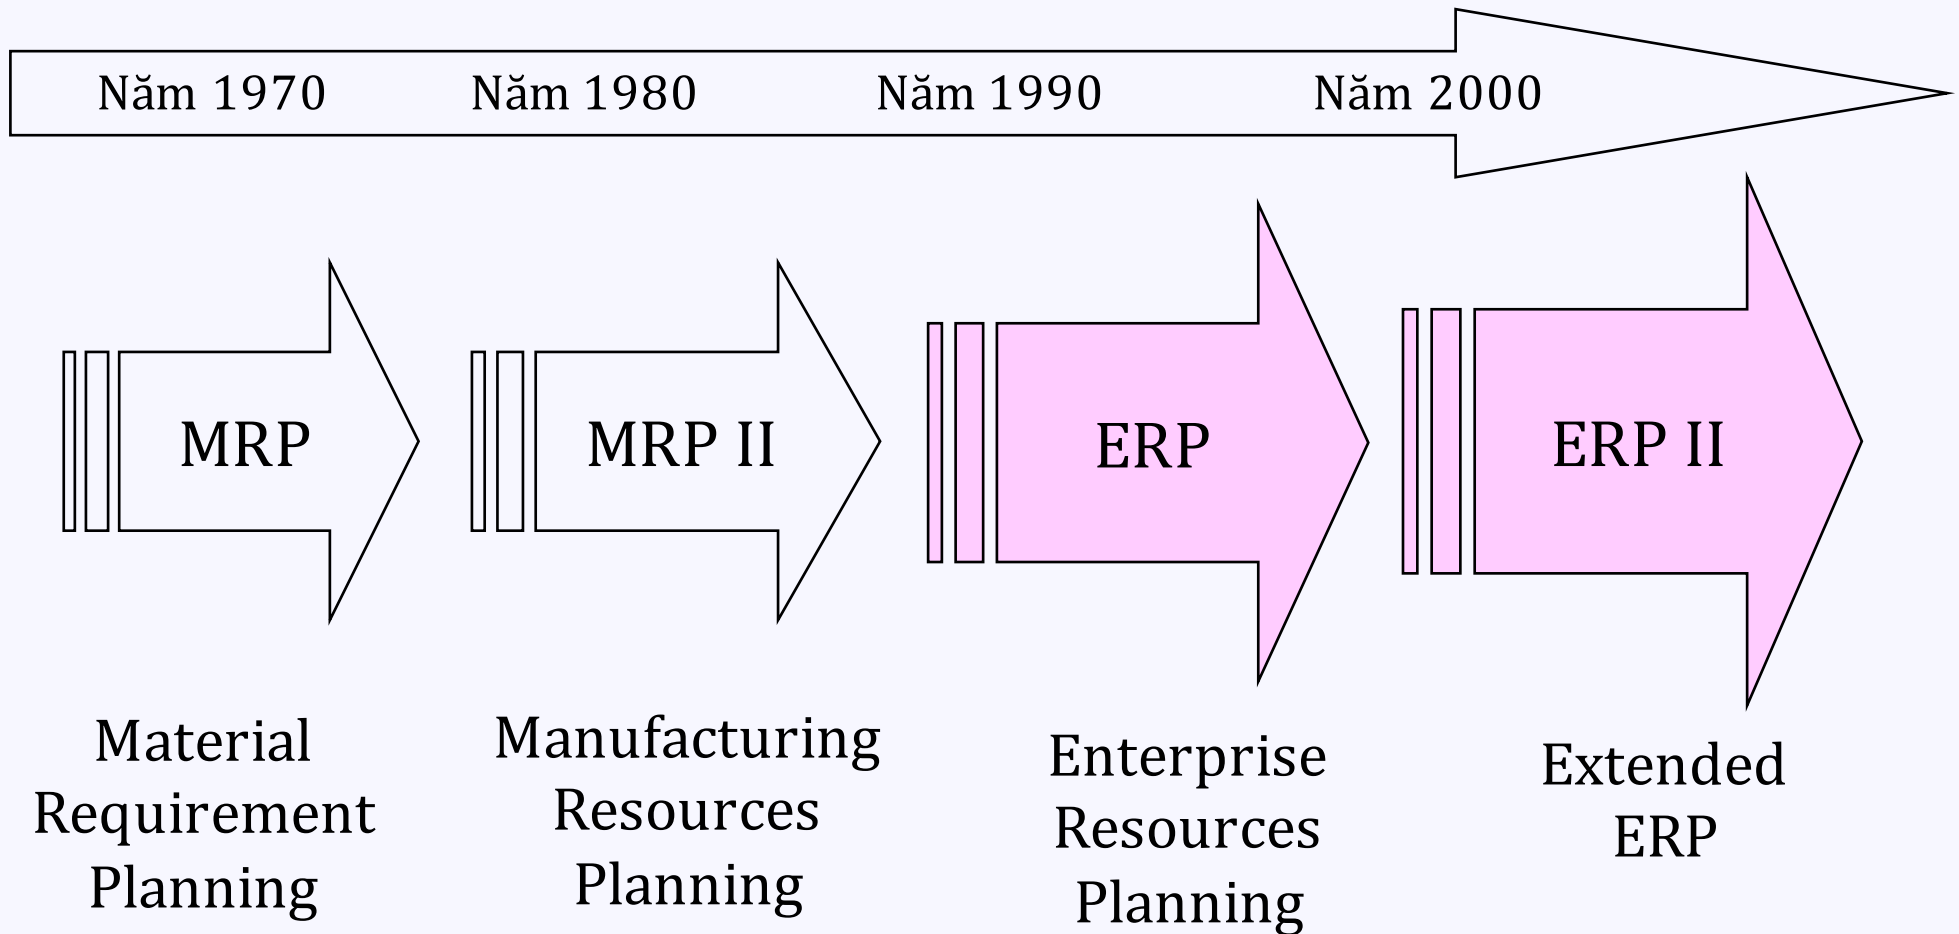 Năm 1970 Năm 1980 Năm 1990 Năm 2000
MRP MRP II ERP ERP II
Material
Requirement
Planning
Manufacturing
Resources
Planning
Enterprise
Resources
Planning
Extended
ERP